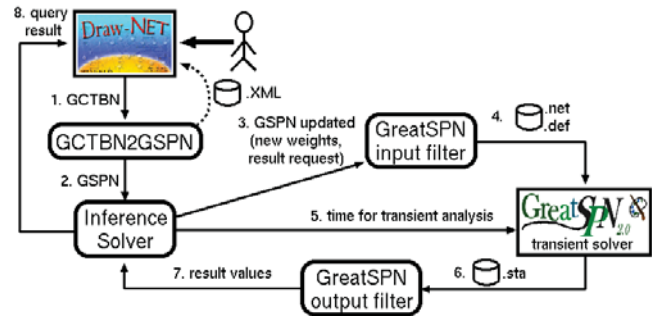 8. query
result
Draw-NET
.XML
1. GCTBN
GCTBN2GSPN
3. GSPN updated
(new weights,
result request)
GreatSPN
input filter
4.
.net
.def
2. GSPN
Inference
Solver
5. time for transient analysis
GreatSPN
2.0
transient solver
7. result values
GreatSPN
output filter
6.
.sta